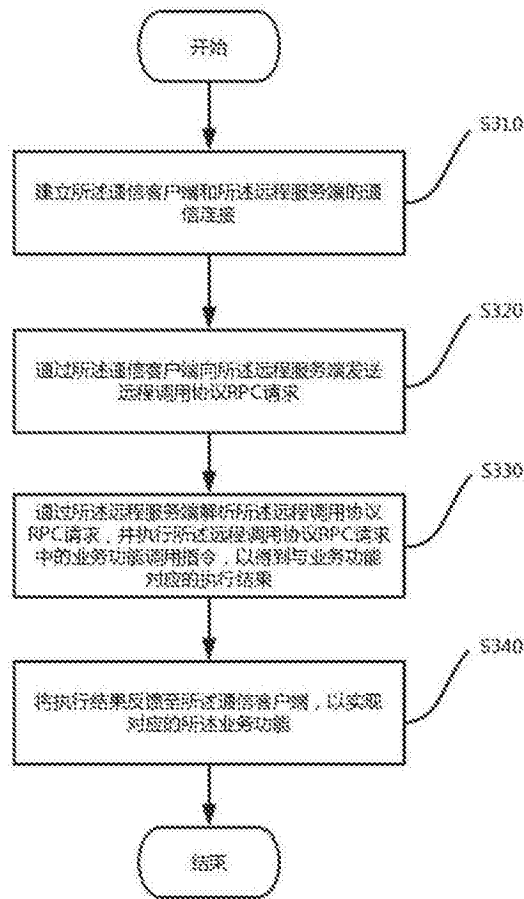 开始
S310
建立所述通信客户端和所述远程服务端的通
信连接
S320
通过所述通信客户端向所述远程服务端发送
远程调用协议RPC请求
S330
通过所述远程服务端解析所述远程调用协议
RPC请求，并执行所述远程调用协议RPC请求
中的业务功能调用指令，以得到与业务功能
对应的执行结果
S340
将执行结果反馈至所述通信客户端，以实现
对应的所述业务功能
结束